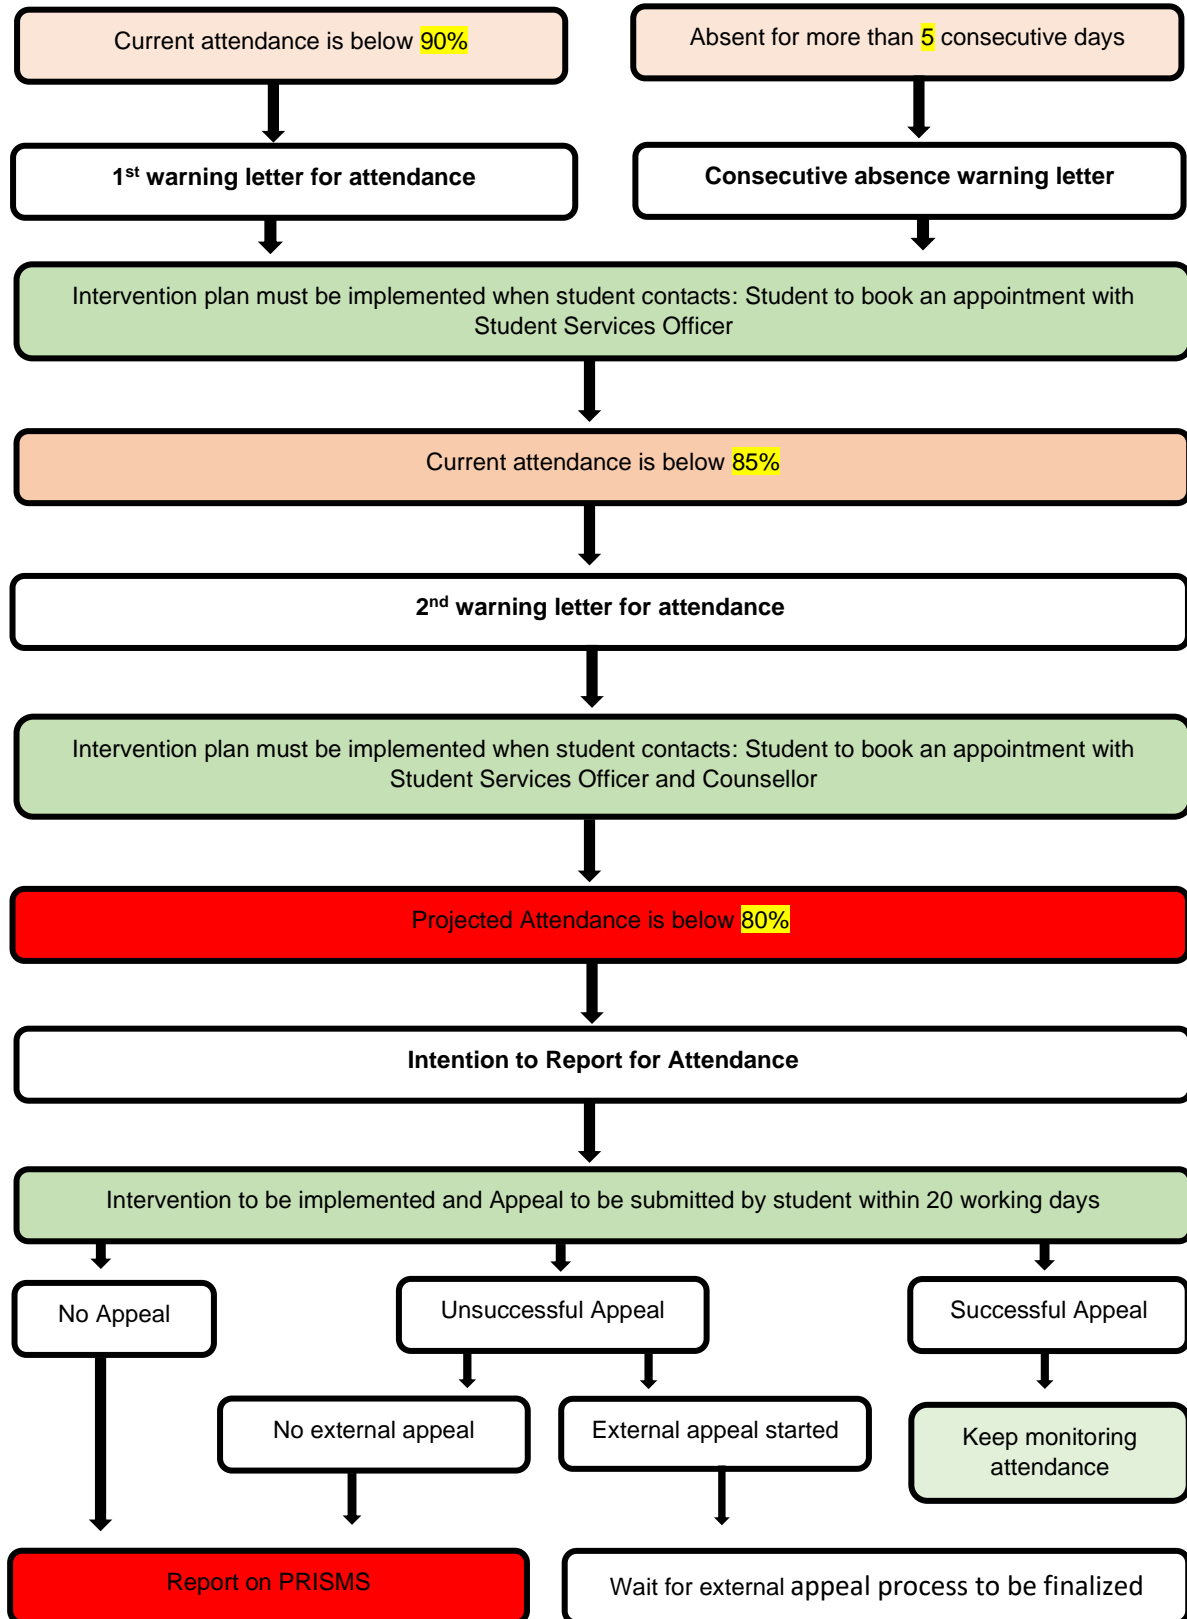 Current attendance is below 90%
Absent for more than 5 consecutive days
1st warning letter for attendance
Consecutive absence warning letter
Intervention plan must be implemented when student contacts: Student to book an appointment with
Student Services Officer
Current attendance is below 85%
2nd warning letter for attendance
Intervention plan must be implemented when student contacts: Student to book an appointment with
Student Services Officer and Counsellor
Projected Attendance is below 80%
Intention to Report for Attendance
Intervention to be implemented and Appeal to be submitted by student within 20 working days
No Appeal
Unsuccessful Appeal
Successful Appeal
No external appeal
External appeal started
Keep monitoring
attendance
Report on PRISMS
Wait for external appeal process to be finalized